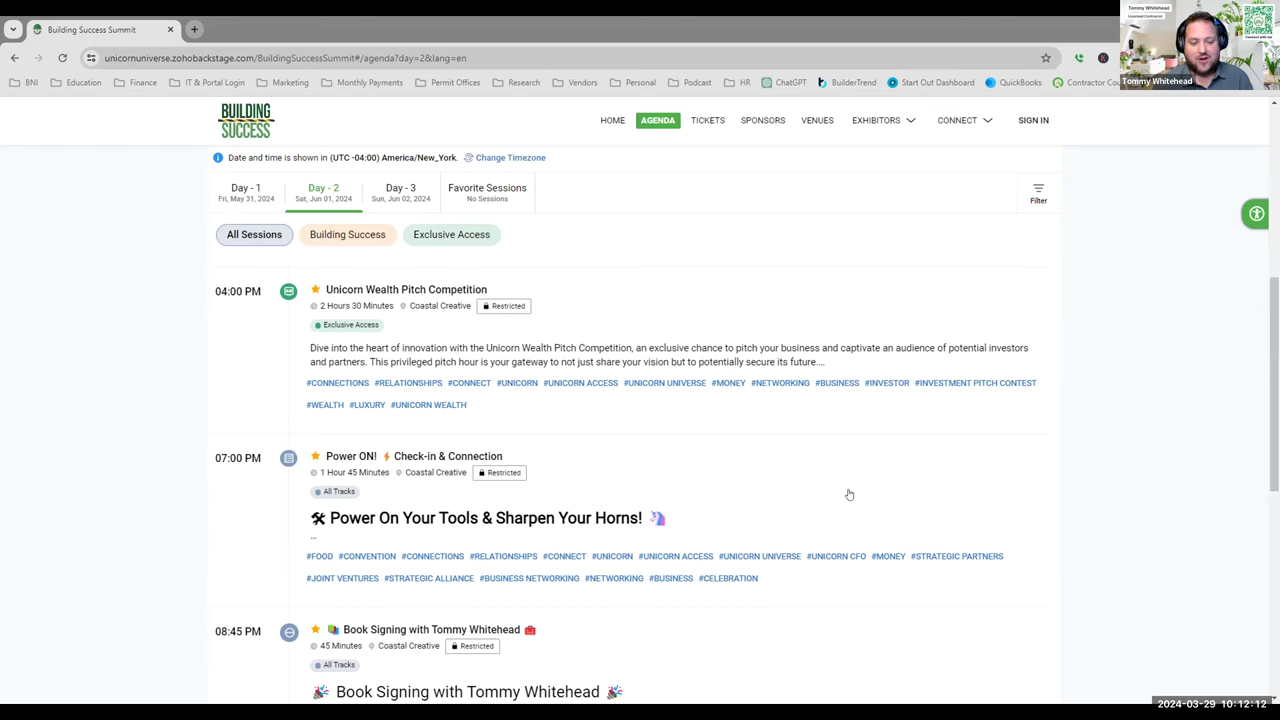 Building Success Summit
unicornuniverse.zohobackstage.com/BuildingSuccessSummit#/agenda?day=2&lang=en
Tommy Whitehead
Licensed Contractor
Connect with me
Tommy Whitehead
BNI Education Finance IT & Portal Login Marketing Monthly Payments Permit Offices Research Vendors Personal Podcast HR ChatGPT BuilderTrend Start Out Dashboard QuickBooks Contractor Cou
BUILDING
SUCCESS
HOME AGENDA TICKETS SPONSORS VENUES EXHIBITORS CONNECT SIGN IN
Date and time is shown in (UTC -04:00) America/New_York. Change Timezone
Day - 1 Day - 2 Day - 3 Favorite Sessions
Fri, May 31, 2024 Sat, Jun 01, 2024 Sun, Jun 02, 2024 No Sessions
Filter
All Sessions Building Success Exclusive Access
04:00 PM Unicorn Wealth Pitch Competition
2 Hours 30 Minutes Coastal Creative Restricted
Exclusive Access
Dive into the heart of innovation with the Unicorn Wealth Pitch Competition, an exclusive chance to pitch your business and captivate an audience of potential investors
and partners. This privileged pitch hour is your gateway to not just share your vision but to potentially secure its future....
#CONNECTIONS #RELATIONSHIPS #CONNECT #UNICORN #UNICORN ACCESS #UNICORN UNIVERSE #MONEY #NETWORKING #BUSINESS #INVESTOR #INVESTMENT PITCH CONTEST
#WEALTH #LUXURY #UNICORN WEALTH
07:00 PM Power ON! ⚡ Check-in & Connection
1 Hour 45 Minutes Coastal Creative Restricted
All Tracks
🛠 Power On Your Tools & Sharpen Your Horns! 🦄
...
#FOOD #CONVENTION #CONNECTIONS #RELATIONSHIPS #CONNECT #UNICORN #UNICORN ACCESS #UNICORN UNIVERSE #UNICORN CFO #MONEY #STRATEGIC PARTNERS
#JOINT VENTURES #STRATEGIC ALLIANCE #BUSINESS NETWORKING #NETWORKING #BUSINESS #CELEBRATION
08:45 PM 📚 Book Signing with Tommy Whitehead 🧰
45 Minutes Coastal Creative Restricted
All Tracks
🎉 Book Signing with Tommy Whitehead 🎉
2024-03-29 10:12:12